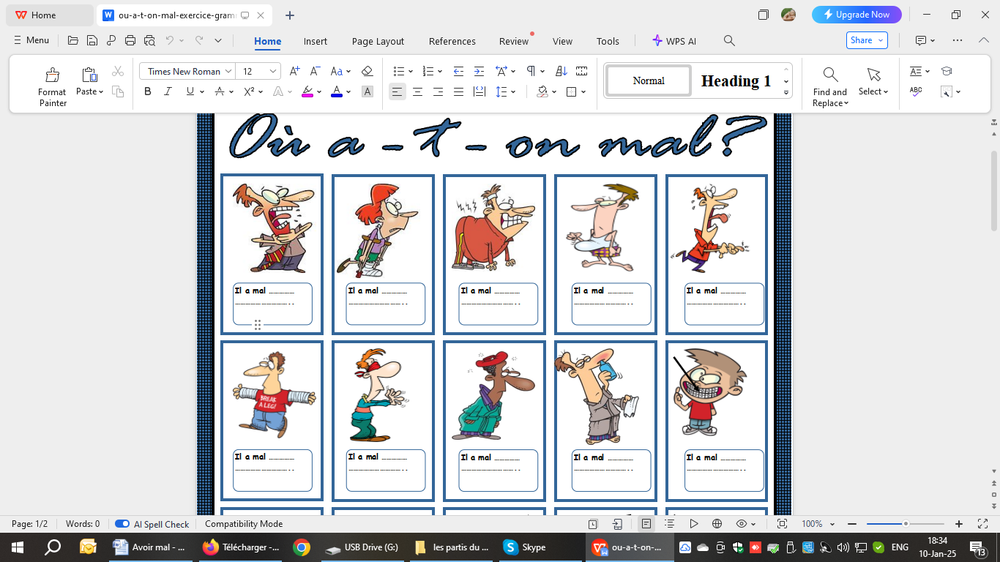 Home
ou-a-t-on-mal-exercice-gram
Upgrade Now
Menu
Home
Insert
Page Layout
References
Review
View
Tools
WPS AI
Share
Format
Painter
Paste
Times New Roman
12
Normal
Heading 1
Find and
Replace
Select
Où a - t - on mal?
Il a mal ..............
Il a mal ..............
Il a mal ..............
Il a mal ..............
Il a mal ..............
BREAK
A LEG!
Il a mal ..............
Il a mal ..............
Il a mal ..............
Il a mal ..............
Il a mal ..............
Page: 1/2
Words: 0
AI Spell Check
Compatibility Mode
100%
Avoir mal - ...
Télécharger -...
USB Drive (G:)
les partis du ...
Skype
ou-a-t-on-...
ENG
18:34
10-Jan-25
13